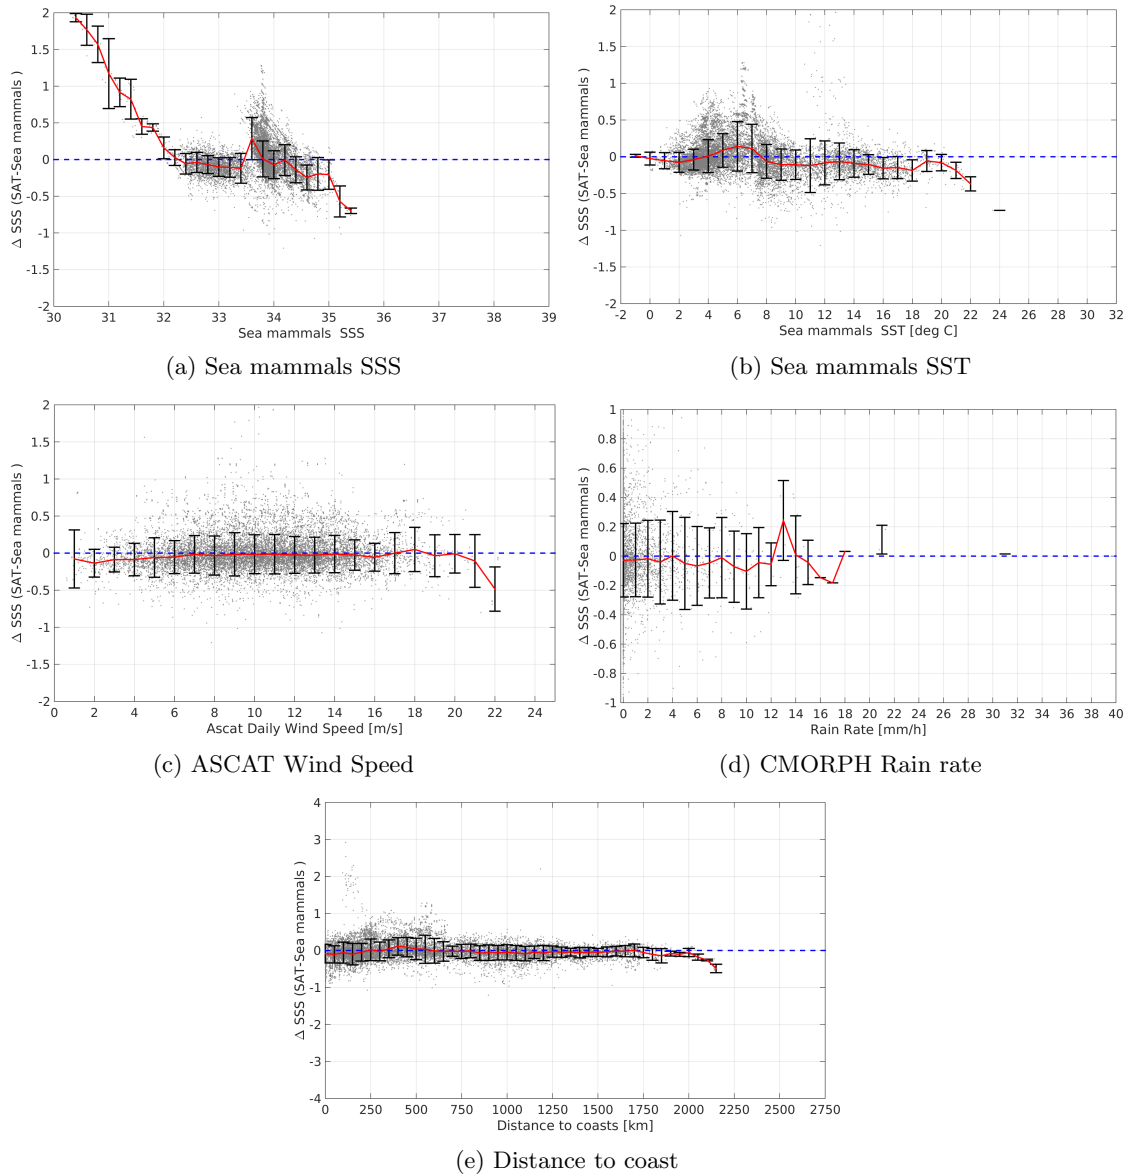 2
1.5
1
0.5
0
-0.5
-1
-1.5
-2
Δ SSS (SAT-Sea mammals )
30 31 32 33 34 35 36 37 38 39
Sea mammals SSS
(a) Sea mammals SSS
2
1.5
1
0.5
0
-0.5
-1
-1.5
-2
Δ SSS (SAT-Sea mammals )
-2 0 2 4 6 8 10 12 14 16 18 20 22 24 26 28 30 32
Sea mammals SST [deg C]
(b) Sea mammals SST
2
1.5
1
0.5
0
-0.5
-1
-1.5
-2
Δ SSS (SAT-Sea mammals )
0 2 4 6 8 10 12 14 16 18 20 22 24
Ascat Daily Wind Speed [m/s]
(c) ASCAT Wind Speed
1
0.8
0.6
0.4
0.2
0
-0.2
-0.4
-0.6
-0.8
-1
Δ SSS (SAT-Sea mammals )
0 2 4 6 8 10 12 14 16 18 20 22 24 26 28 30 32 34 36 38 40
Rain Rate [mm/h]
(d) CMORPH Rain rate
4
3
2
1
0
-1
-2
-3
-4
Δ SSS (SAT-Sea mammals )
0 250 500 750 1000 1250 1500 1750 2000 2250 2500 2750
Distance to coasts [km]
(e) Distance to coast